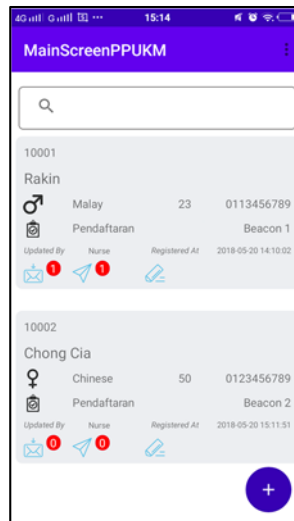 4G G 15:14
MainScreenPPUKM
10001
Rakin
Malay 23 0113456789
Pendaftaran Beacon 1
Updated By Nurse Registered At 2018-05-20 14:10:02
1 1
10002
Chong Cia
Chinese 50 0123456789
Pendaftaran Beacon 2
Updated By Nurse Registered At 2018-05-20 15:11:51
0 0
+